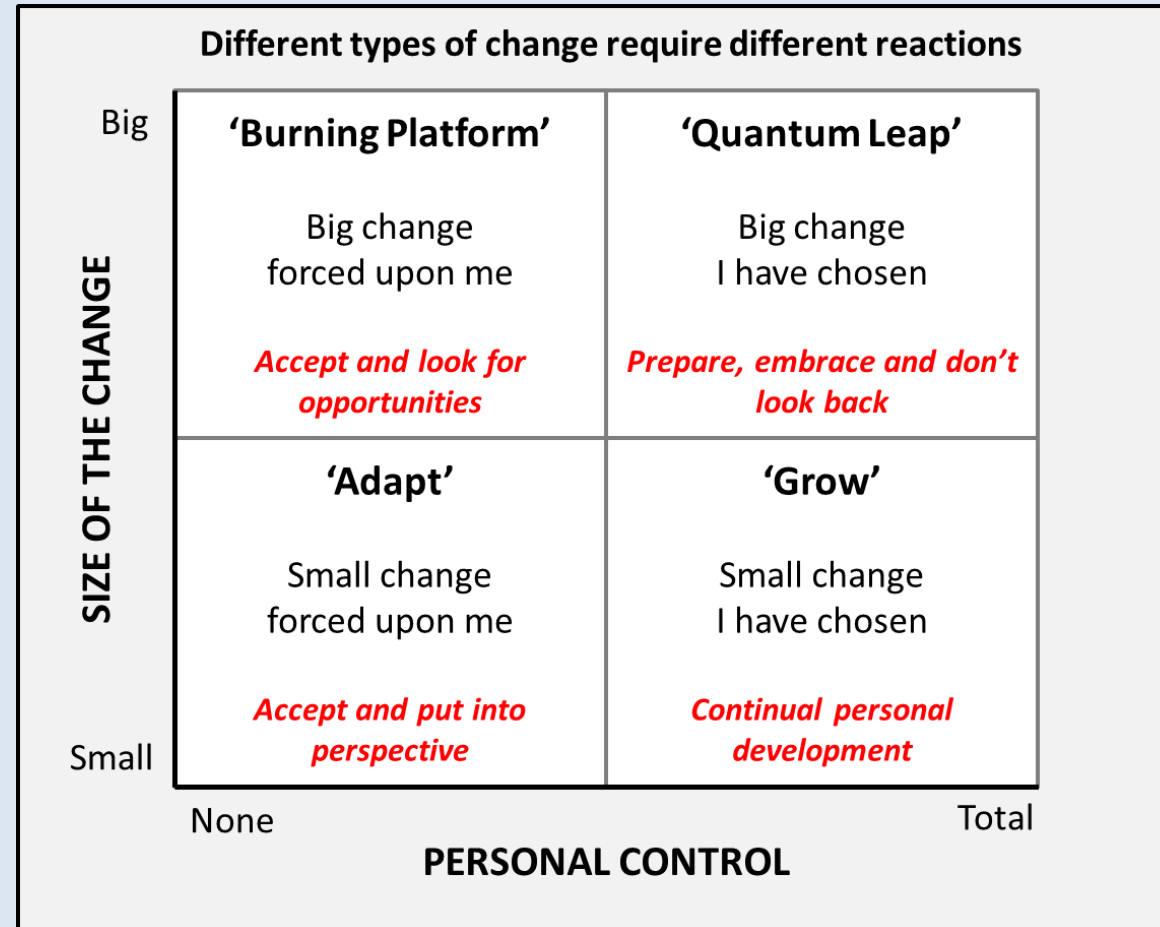 Different types of change require different reactions
Big
‘Burning Platform’
Big change
forced upon me
Accept and look for
opportunities
‘Quantum Leap’
Big change
I have chosen
Prepare, embrace and don’t
look back
SIZE OF THE CHANGE
‘Adapt’
Small change
forced upon me
Accept and put into
perspective
‘Grow’
Small change
I have chosen
Continual personal
development
Small
None
Total
PERSONAL CONTROL